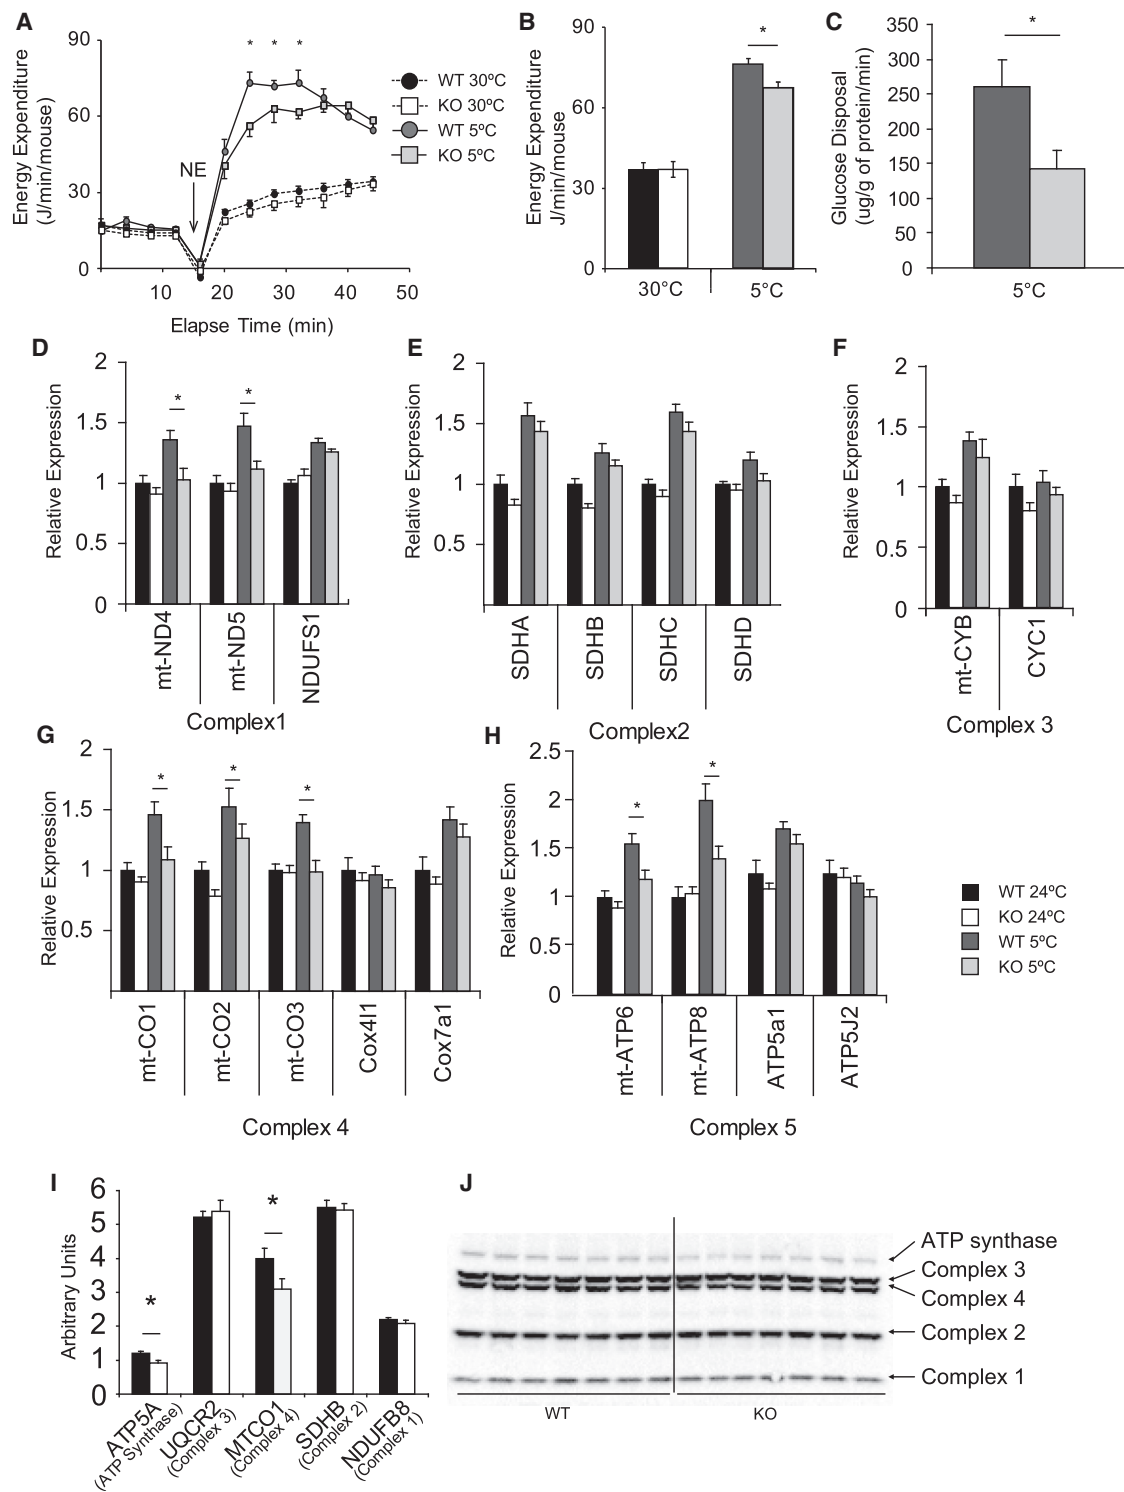 A
Energy Expenditure
(J/min/mouse)
90
60
30
0
10
20
30
40
50
Elapse Time (min)
NE
* * *
WT 30ºC
KO 30ºC
WT 5ºC
KO 5ºC
B
Energy Expenditure
J/min/mouse
90
60
30
0
*
30°C
5°C
C
Glucose Disposal
(ug/g of protein/min)
350
300
250
200
150
100
50
0
*
5°C
D
Relative Expression
2
1.5
1
0.5
0
*
*
mt-ND4
mt-ND5
NDUFS1
Complex1
E
Relative Expression
2
1.5
1
0.5
SDHA
SDHB
SDHC
SDHD
Complex2
F
Relative Expression
2
1.5
1
0.5
0
mt-CYB
CYC1
Complex 3
G
Relative Expression
2
1.5
1
0.5
*
*
*
mt-CO1
mt-CO2
mt-CO3
Cox4l1
Cox7a1
Complex 4
H
Relative Expression
2.5
2
1.5
1
0.5
0
*
*
mt-ATP6
mt-ATP8
ATP5a1
ATP5J2
Complex 5
WT 24ºC
KO 24ºC
WT 5ºC
KO 5ºC
I
Arbitrary Units
6
5
4
3
2
1
0
*
*
ATP5A
(ATP Synthase)
UQCR2
(Complex 3)
MTCO1
(Complex 4)
SDHB
(Complex 2)
NDUFB8
(Complex 1)
J
ATP synthase
Complex 3
Complex 4
Complex 2
Complex 1
WT
KO